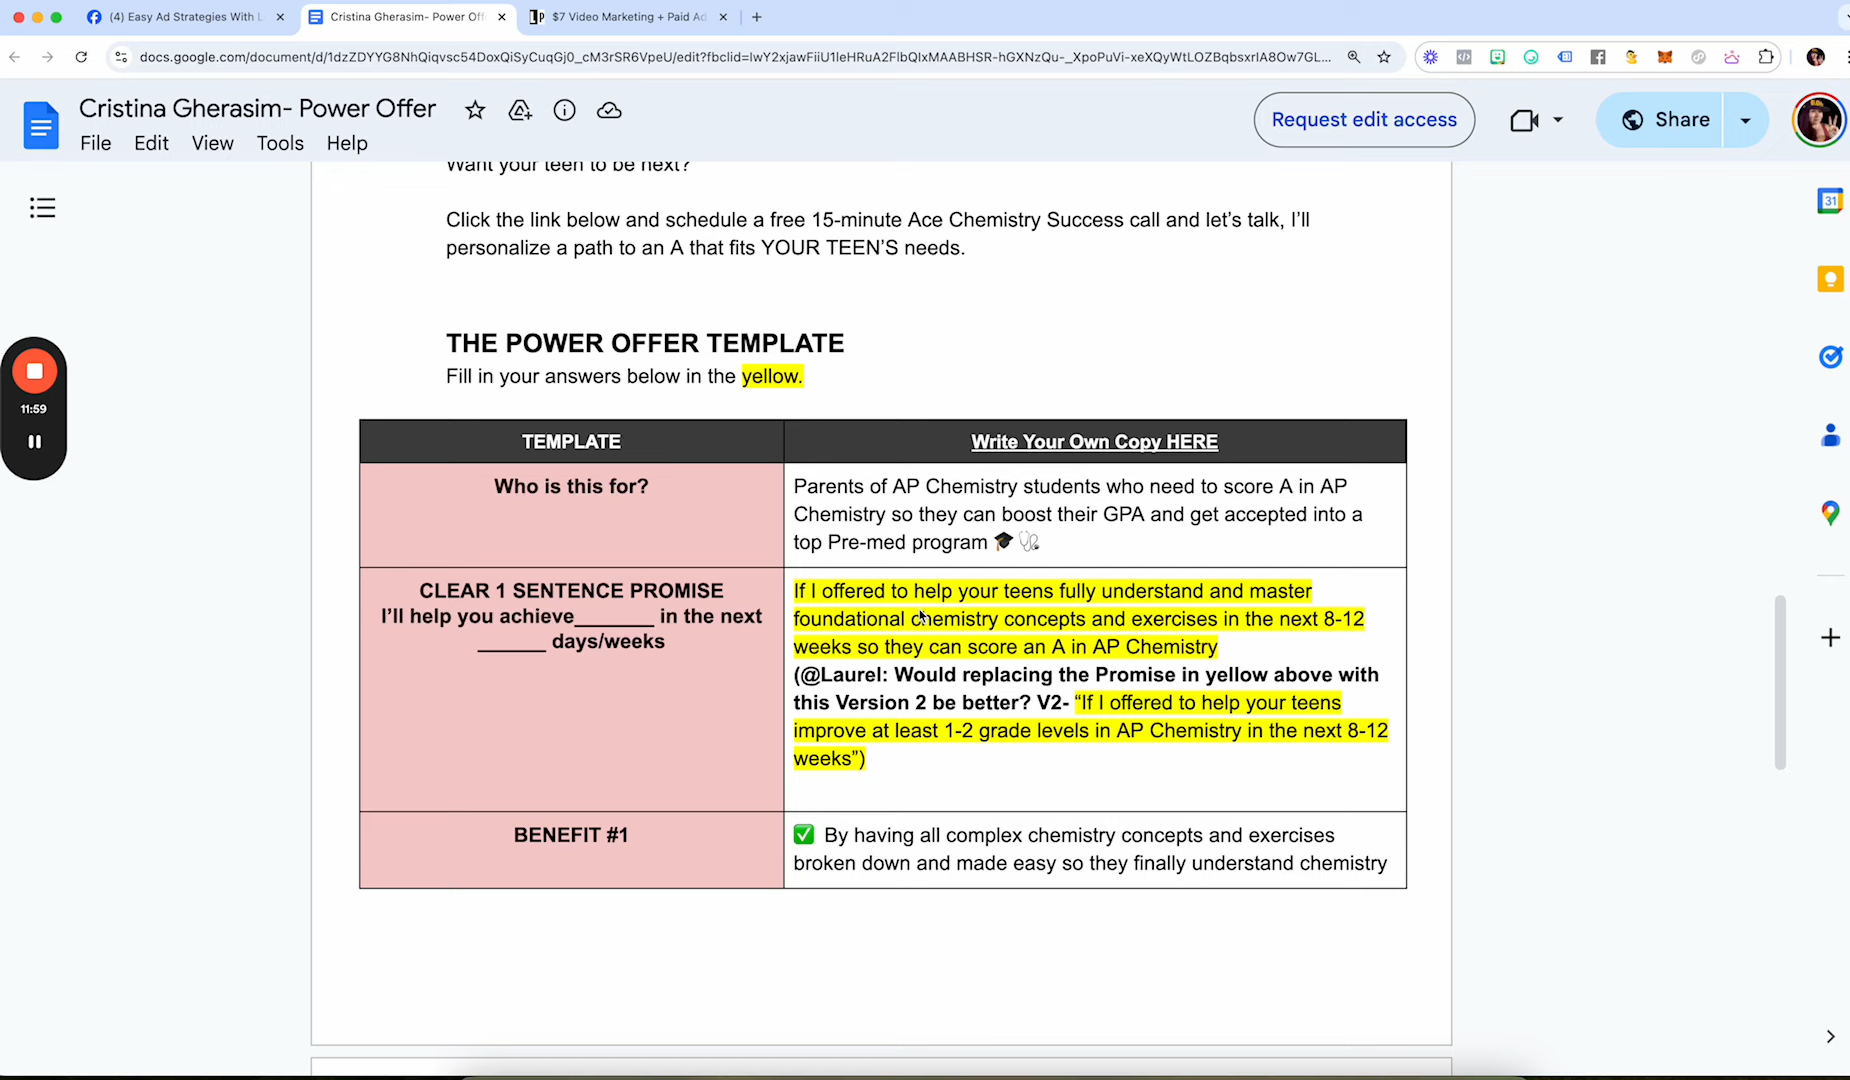 (4) Easy Ad Strategies With L
Cristina Gherasim- Power Off
$7 Video Marketing + Paid Ad
docs.google.com/document/d/1dzZDYYG8NhQiqvsc54DoxQiSyCuqGj0_cM3rSR6VpeU/edit?fbclid=IwY2xjawFiiU1leHRuA2FlbQIxMAABHSR-hGXNzQu-_XpoPuVi-xeXQyWtLOZBqbsxrIA8Ow7GL...
Cristina Gherasim- Power Offer
File Edit View Tools Help
Request edit access
Share
Want your teen to be next?
Click the link below and schedule a free 15-minute Ace Chemistry Success call and let’s talk, I’ll
personalize a path to an A that fits YOUR TEEN’S needs.
THE POWER OFFER TEMPLATE
Fill in your answers below in the yellow.
TEMPLATE
Write Your Own Copy HERE
Who is this for?
Parents of AP Chemistry students who need to score A in AP
Chemistry so they can boost their GPA and get accepted into a
top Pre-med program 🎓🩺
CLEAR 1 SENTENCE PROMISE
I’ll help you achieve_______ in the next
______ days/weeks
If I offered to help your teens fully understand and master
foundational chemistry concepts and exercises in the next 8-12
weeks so they can score an A in AP Chemistry
(@Laurel: Would replacing the Promise in yellow above with
this Version 2 be better? V2- “If I offered to help your teens
improve at least 1-2 grade levels in AP Chemistry in the next 8-12
weeks”)
BENEFIT #1
✅ By having all complex chemistry concepts and exercises
broken down and made easy so they finally understand chemistry
11:59
31